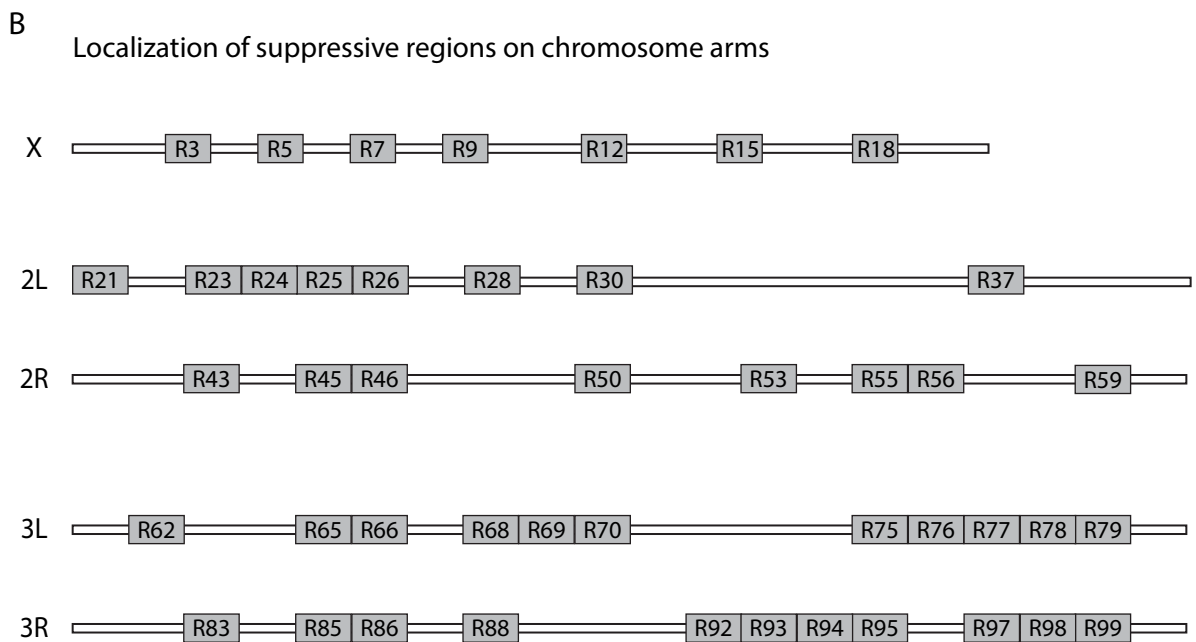 B
Localization of suppressive regions on chromosome arms
X R3 R5 R7 R9 R12 R15 R18
2L R21 R23 R24 R25 R26 R28 R30 R37
2R R43 R45 R46 R50 R53 R55 R56 R59
3L R62 R65 R66 R68 R69 R70 R75 R76 R77 R78 R79
3R R83 R85 R86 R88 R92 R93 R94 R95 R97 R98 R99